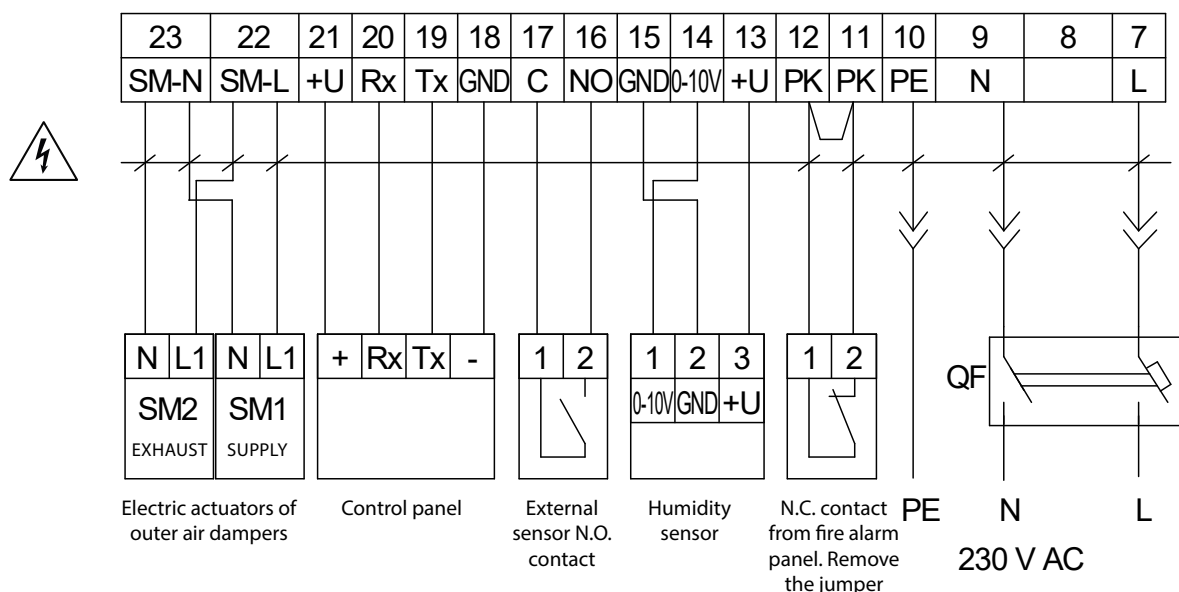 23 22 21 20 19 18 17 16 15 14 13 12 11 10 9 8 7
SM-N SM-L +U Rx Tx GND C NO GND 0-10V +U PK PK PE N L
N L1 N L1 + Rx Tx - 1 2 1 2 3 1 2
QF
SM2 SM1 0-10V GND +U
EXHAUST SUPPLY
Electric actuators of
outer air dampers
Control panel
External
sensor N.O.
contact
Humidity
sensor
N.C. contact
from fire alarm
panel. Remove
the jumper
PE N L
230 V AC